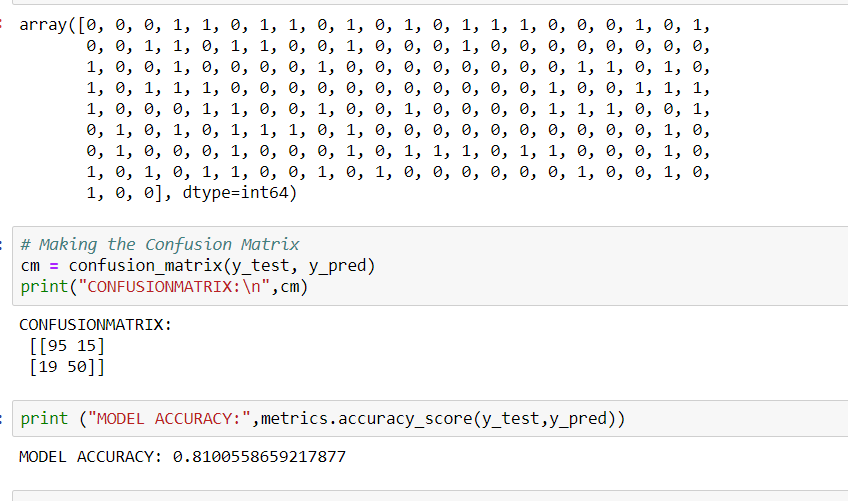 array([0, 0, 0, 1, 1, 0, 1, 1, 0, 1, 0, 1, 0, 1, 1, 1, 0, 0, 0, 1, 0, 1,
0, 0, 1, 1, 0, 1, 1, 0, 0, 1, 0, 0, 0, 1, 0, 0, 0, 0, 0, 0, 0, 0,
1, 0, 0, 1, 0, 0, 0, 0, 1, 0, 0, 0, 0, 0, 0, 0, 0, 1, 1, 0, 1, 0,
1, 0, 1, 1, 1, 0, 0, 0, 0, 0, 0, 0, 0, 0, 0, 0, 1, 0, 0, 1, 1, 1,
1, 0, 0, 0, 1, 1, 0, 0, 1, 0, 0, 1, 0, 0, 0, 0, 1, 1, 1, 0, 0, 1,
0, 1, 0, 1, 0, 1, 1, 1, 0, 1, 0, 0, 0, 0, 0, 0, 0, 0, 0, 0, 1, 0,
0, 1, 0, 0, 0, 1, 0, 0, 0, 1, 0, 1, 1, 1, 0, 1, 1, 0, 0, 0, 1, 0,
1, 0, 1, 0, 1, 1, 0, 0, 1, 0, 1, 0, 0, 0, 0, 0, 0, 1, 0, 0, 1, 0,
1, 0, 0], dtype=int64)
# Making the Confusion Matrix
cm = confusion_matrix(y_test, y_pred)
print("CONFUSIONMATRIX:\n",cm)
CONFUSIONMATRIX:
[[95 15]
[19 50]]
print ("MODEL ACCURACY:",metrics.accuracy_score(y_test,y_pred))
MODEL ACCURACY: 0.8100558659217877